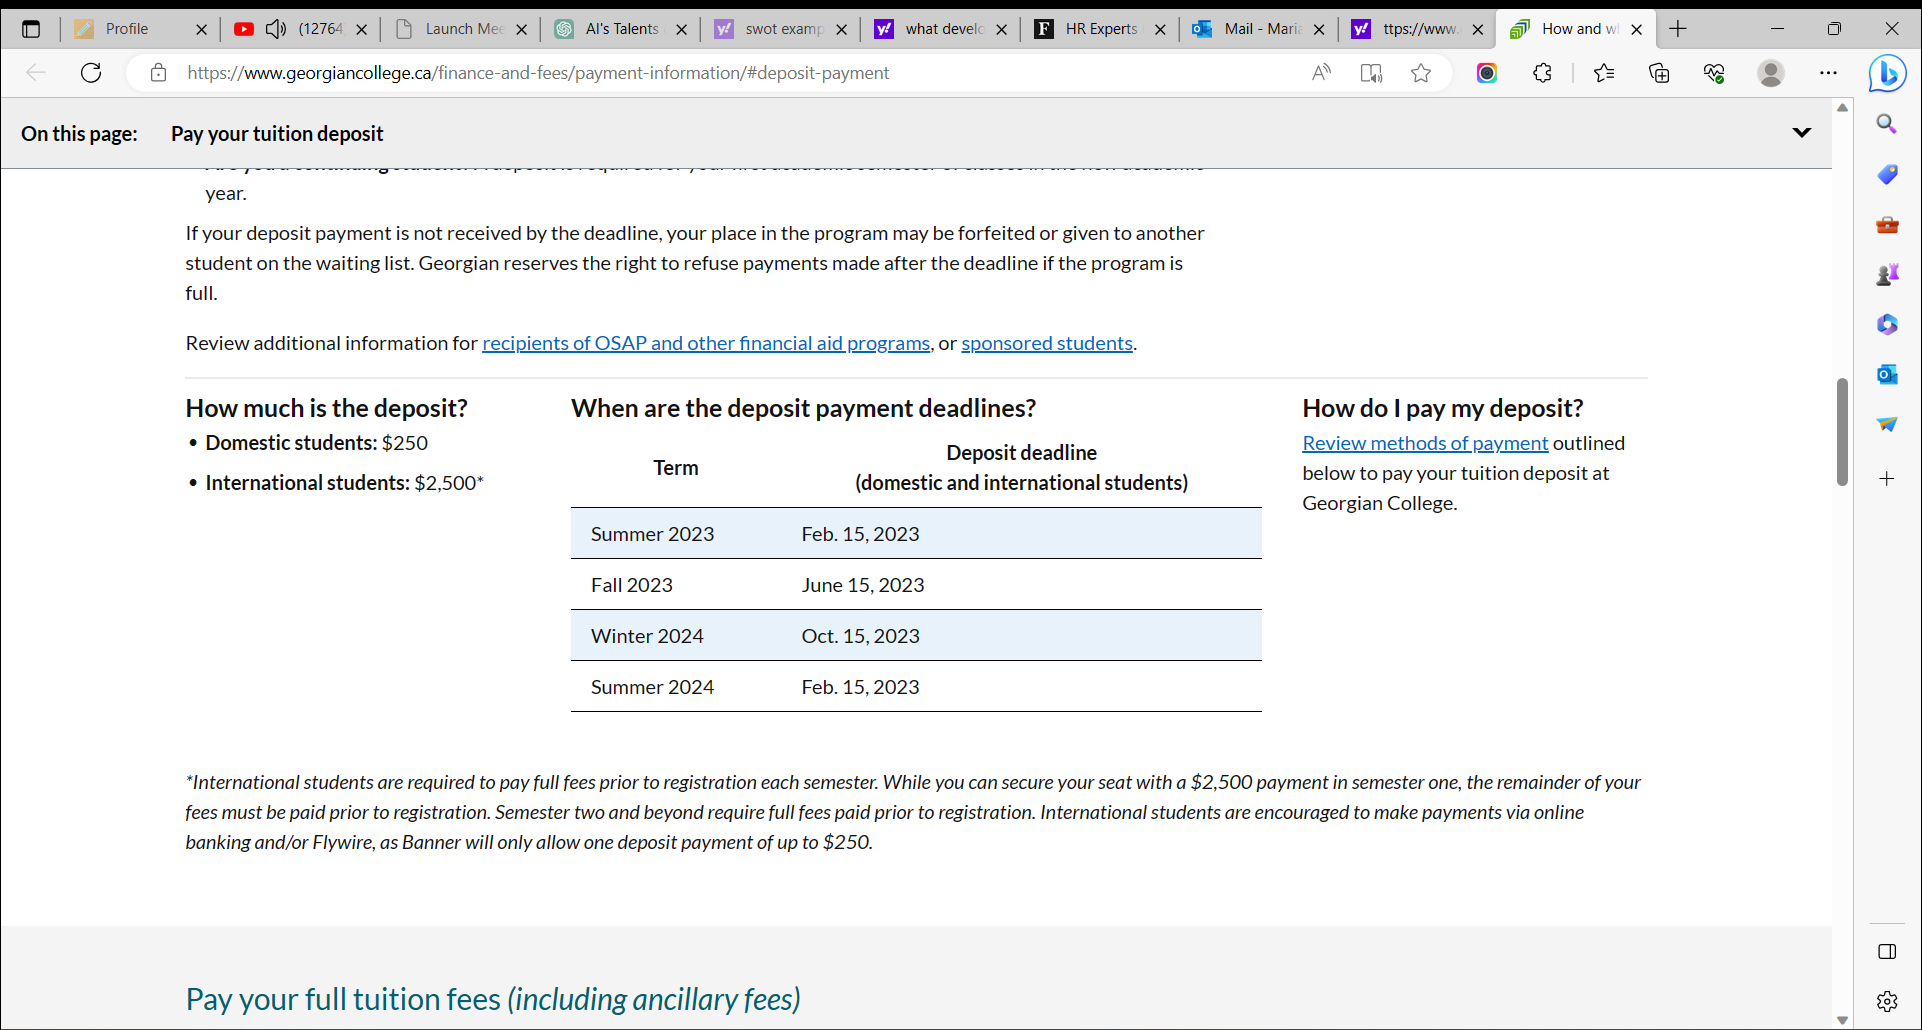 Profile
(12764
Launch Mee
AI's Talents
swot examp
what develo
HR Experts
Mail - Maria
ttps://www.
How and wh
https://www.georgiancollege.ca/finance-and-fees/payment-information/#deposit-payment
On this page: Pay your tuition deposit
year.
If your deposit payment is not received by the deadline, your place in the program may be forfeited or given to another
student on the waiting list. Georgian reserves the right to refuse payments made after the deadline if the program is
full.
Review additional information for recipients of OSAP and other financial aid programs, or sponsored students.
How much is the deposit?
• Domestic students: $250
• International students: $2,500*
When are the deposit payment deadlines?
Term
Deposit deadline
(domestic and international students)
Summer 2023 Feb. 15, 2023
Fall 2023 June 15, 2023
Winter 2024 Oct. 15, 2023
Summer 2024 Feb. 15, 2023
How do I pay my deposit?
Review methods of payment outlined
below to pay your tuition deposit at
Georgian College.
*International students are required to pay full fees prior to registration each semester. While you can secure your seat with a $2,500 payment in semester one, the remainder of your
fees must be paid prior to registration. Semester two and beyond require full fees paid prior to registration. International students are encouraged to make payments via online
banking and/or Flywire, as Banner will only allow one deposit payment of up to $250.
Pay your full tuition fees (including ancillary fees)